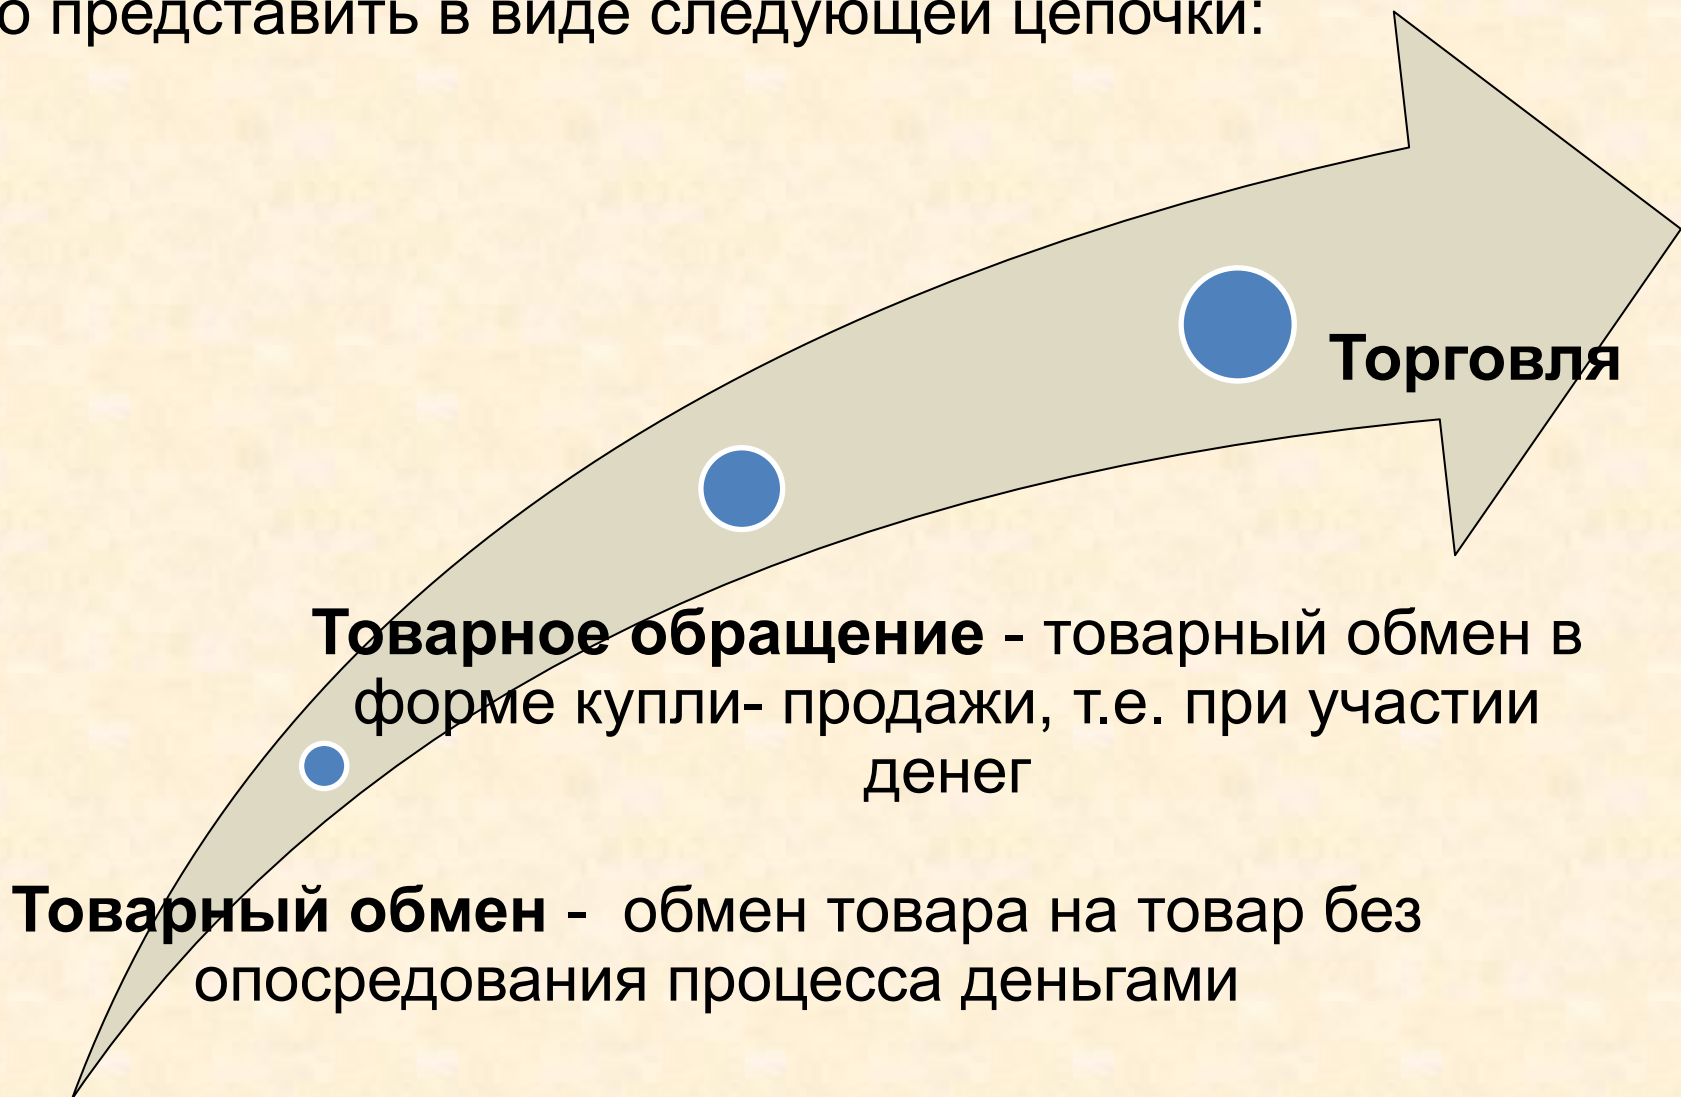 о представить в виде следующей цепочки:
Торговля
Товарное обращение - товарный обмен в
форме купли- продажи, т.е. при участии
денег
Товарный обмен - обмен товара на товар без
опосредования процесса деньгами